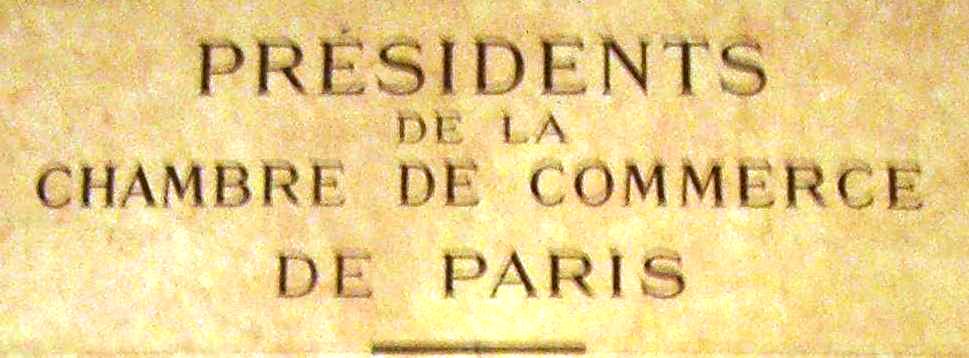 PRÉSIDENTS
DE LA
CHAMBRE DE COMMERCE
DE PARIS